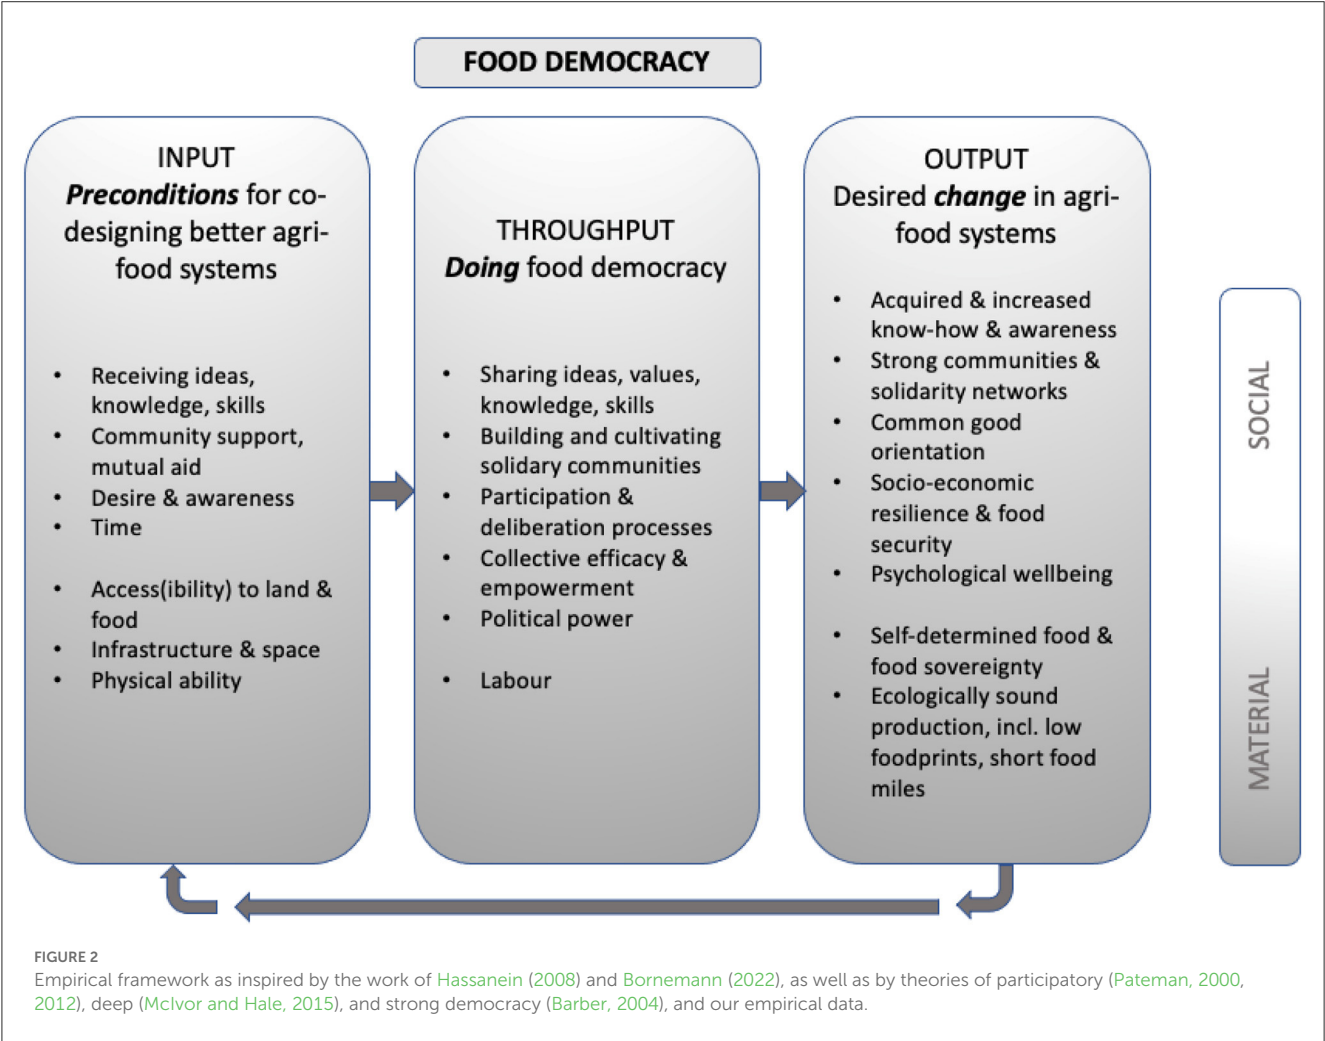 FOOD DEMOCRACY
INPUT
Preconditions for co-
designing better agri-
food systems
• Receiving ideas,
knowledge, skills
• Community support,
mutual aid
• Desire & awareness
• Time
• Access(ibility) to land &
food
• Infrastructure & space
• Physical ability
THROUGHPUT
Doing food democracy
• Sharing ideas, values,
knowledge, skills
• Building and cultivating
solidary communities
• Participation &
deliberation processes
• Collective efficacy &
empowerment
• Political power
• Labour
OUTPUT
Desired change in agri-
food systems
• Acquired & increased
know-how & awareness
• Strong communities &
solidarity networks
• Common good
orientation
• Socio-economic
resilience & food
security
• Psychological wellbeing
• Self-determined food &
food sovereignty
• Ecologically sound
production, incl. low
foodprints, short food
miles
SOCIAL
MATERIAL
FIGURE 2
Empirical framework as inspired by the work of Hassanein (2008) and Bornemann (2022), as well as by theories of participatory (Pateman, 2000,
2012), deep (McIvor and Hale, 2015), and strong democracy (Barber, 2004), and our empirical data.